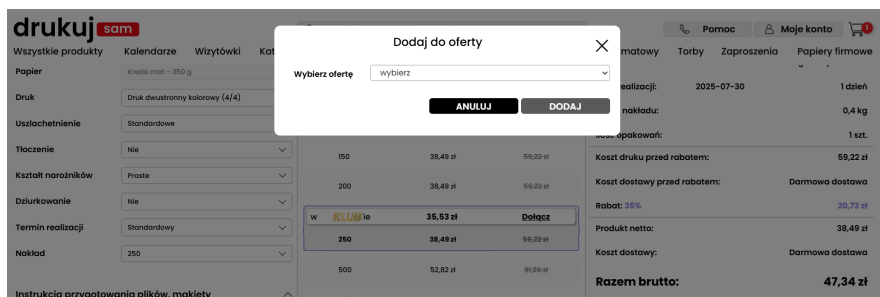 drukuj sam
Pomoc
Moje konto
1
Wszystkie produkty
Kalendarze
Wizytówki
Kat
matowy
Torby
Zaproszenia
Papiery firmowe
Dodaj do oferty
Wybierz ofertę
wybierz
ANULUJ
DODAJ
Papier
Kreda mat - 350 g
Druk
Druk dwustronny kolorowy (4/4)
Uszlachetnienie
Standardowe
Tłoczenie
Nie
Kształt narożników
Proste
Dziurkowanie
Nie
Termin realizacji
Standardowy
Nakład
250
Instrukcja przygotowania plików, makiety
150 38,49 zł 59,22 zł
200 38,49 zł 59,22 zł
w KLUBie 35,53 zł Dołącz
250 38,49 zł 59,22 zł
500 52,82 zł 81,26 zł
realizacji: 2025-07-30 1 dzień
nakładu: 0,4 kg
Ilość opakowań: 1 szt.
Koszt druku przed rabatem: 59,22 zł
Koszt dostawy przed rabatem: Darmowa dostawa
Rabat: 35% 20,73 zł
Produkt netto: 38,49 zł
Koszt dostawy: Darmowa dostawa
Razem brutto: 47,34 zł